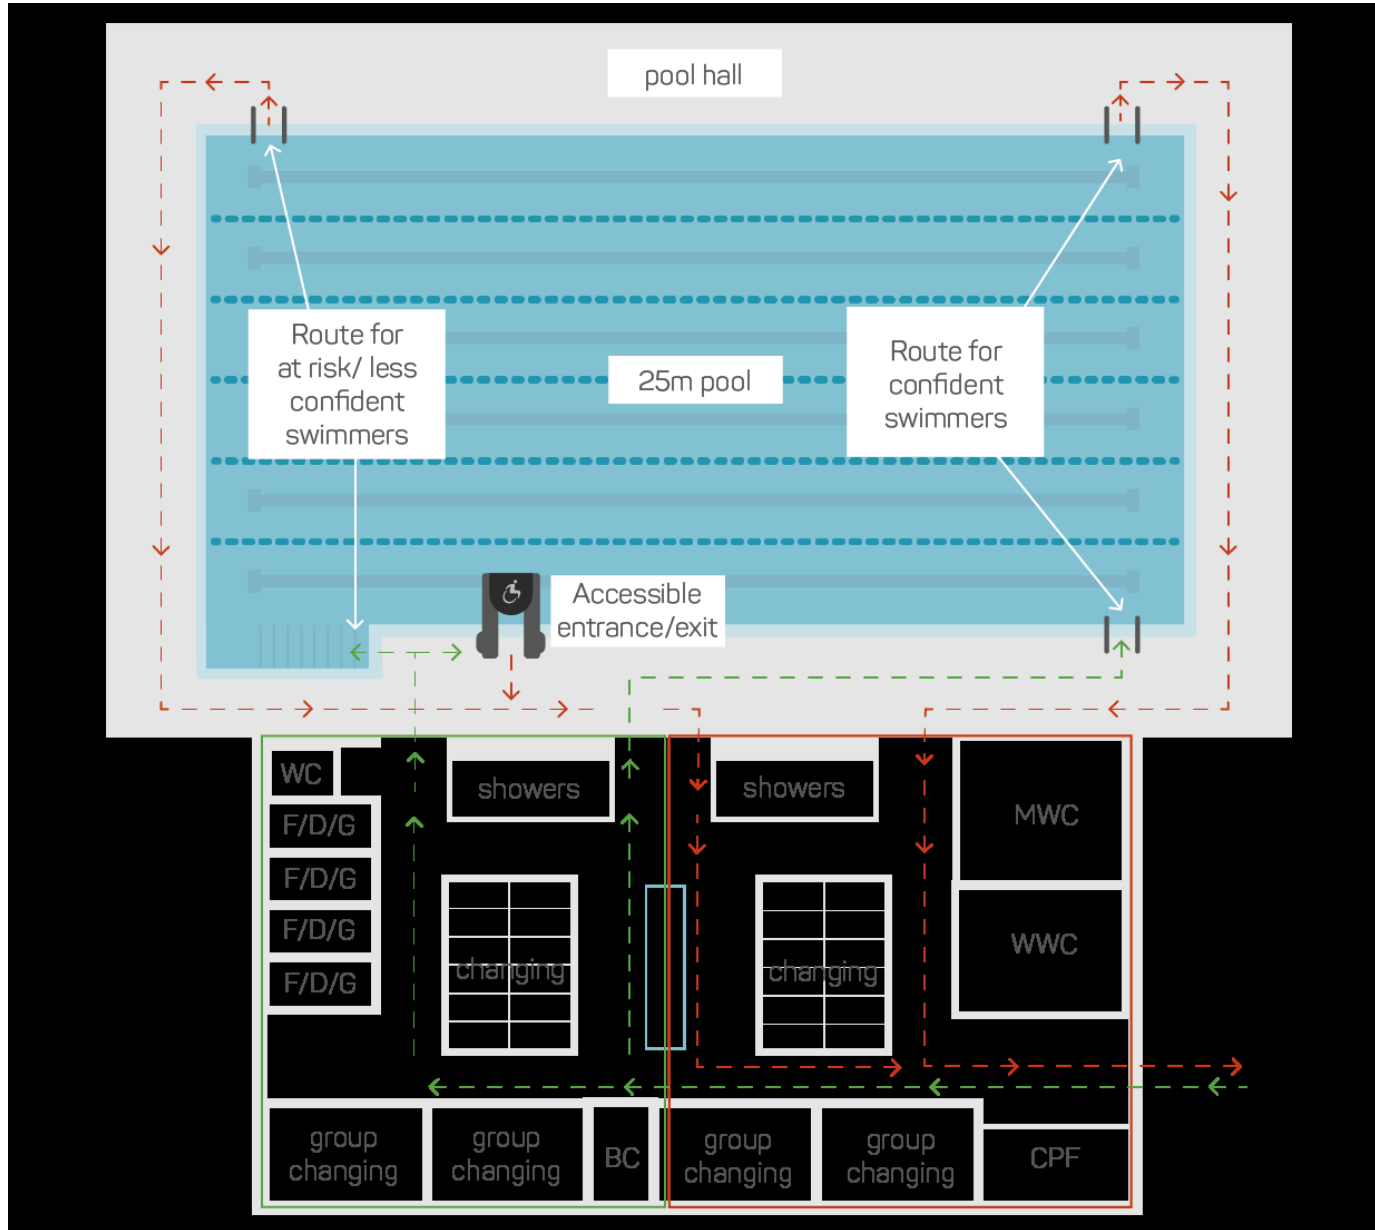 pool hall
Route for
at risk/ less
confident
swimmers
25m pool
Route for
confident
swimmers
Accessible
entrance/exit
WC
showers
showers
MWC
F/D/G
F/D/G
F/D/G
F/D/G
WWC
changing
changing
group
changing
group
changing
BC
group
changing
group
changing
CPF